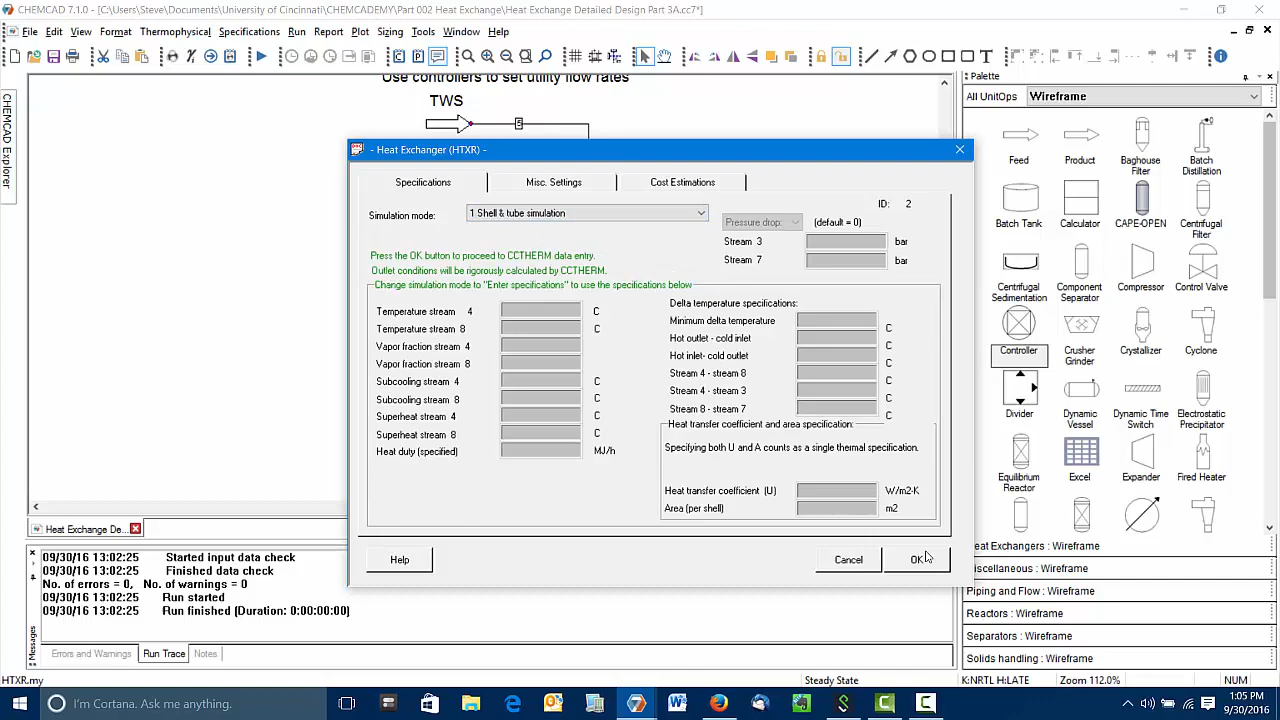 CHEMCAD 7.1.0 - [C:\Users\Steve\Documents\University of Cincinnati\CHEMCADEMY\Part 002 Heat Exchange\Heat Exchange Detailed Design Part 3A.cc7*]
File Edit View Format Thermophysical Specifications Run Report Plot Sizing Tools Window Help
Use controllers to set utility flow rates
TWS
5
CHEMCAD Explorer
Palette
All UnitOps Wireframe
- Heat Exchanger (HTXR) -
Specifications Misc. Settings Cost Estimations
Simulation mode: 1 Shell & tube simulation
ID: 2
Pressure drop: (default = 0)
Stream 3 bar
Stream 7 bar
Press the OK button to proceed to CCTHERM data entry.
Outlet conditions will be rigorously calculated by CCTHERM.
Change simulation mode to "Enter specifications" to use the specifications below
Temperature stream 4 C
Temperature stream 8 C
Vapor fraction stream 4
Vapor fraction stream 8
Subcooling stream 4 C
Subcooling stream 8 C
Superheat stream 4 C
Superheat stream 8 C
Heat duty (specified) MJ/h
Delta temperature specifications:
Minimum delta temperature C
Hot outlet - cold inlet C
Hot inlet- cold outlet C
Stream 4 - stream 8 C
Stream 4 - stream 3 C
Stream 8 - stream 7 C
Heat transfer coefficient and area specification:
Specifying both U and A counts as a single thermal specification.
Heat transfer coefficient (U) W/m2-K
Area (per shell) m2
Help Cancel OK
Feed Product Baghouse Filter Batch Distillation
Batch Tank Calculator CAPE-OPEN Centrifugal Filter
Centrifugal Sedimentation Component Separator Compressor Control Valve
Controller Crusher Grinder Crystallizer Cyclone
Divider Dynamic Vessel Dynamic Time Switch Electrostatic Precipitator
Equilibrium Reactor Excel Expander Fired Heater
Heat Exchange De...
eat Exchangers : Wireframe
iscellaneous : Wireframe
Piping and Flow : Wireframe
Reactors : Wireframe
Separators : Wireframe
Solids handling : Wireframe
Messages
09/30/16 13:02:25 Started input data check
09/30/16 13:02:25 Finished data check
No. of errors = 0, No. of warnings = 0
09/30/16 13:02:25 Run started
09/30/16 13:02:25 Run finished (Duration: 0:00:00:00)
Errors and Warnings Run Trace Notes
HTXR.my Steady State K:NRTL H:LATE Zoom 112.0% NUM
I'm Cortana. Ask me anything.
1:05 PM
9/30/2016